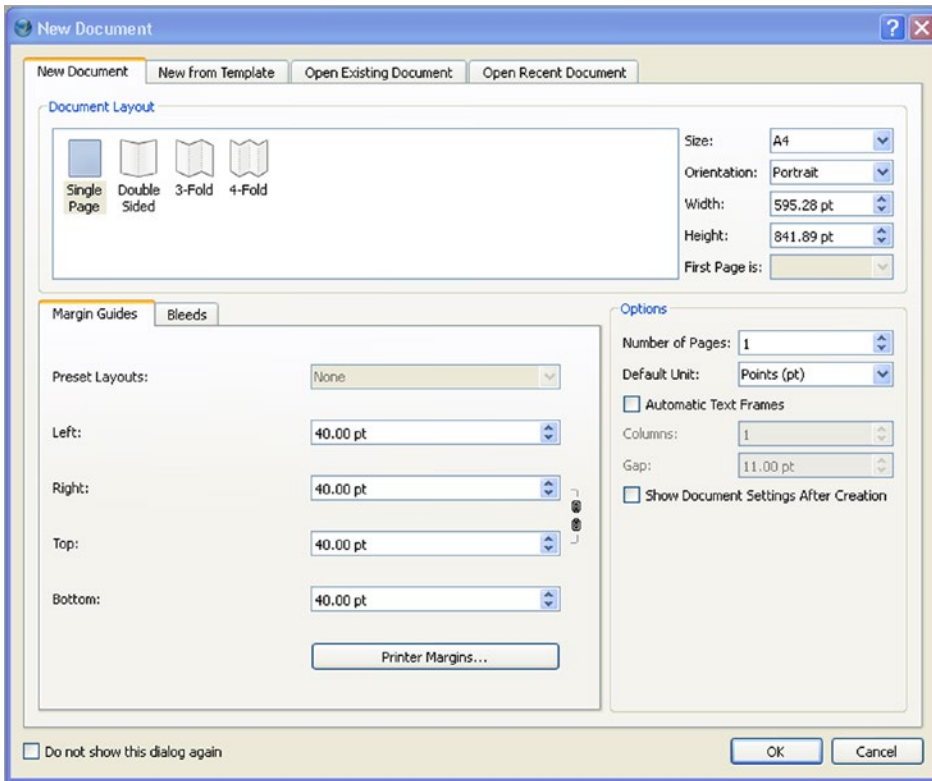 New Document
?
New Document New from Template Open Existing Document Open Recent Document
Document Layout
Single Page
Double Sided
3-Fold
4-Fold
Size: A4
Orientation: Portrait
Width: 595.28 pt
Height: 841.89 pt
First Page is:
Margin Guides Bleeds
Preset Layouts: None
Left: 40.00 pt
Right: 40.00 pt
Top: 40.00 pt
Bottom: 40.00 pt
Printer Margins...
Options
Number of Pages: 1
Default Unit: Points (pt)
Automatic Text Frames
Columns: 1
Gap: 11.00 pt
Show Document Settings After Creation
Do not show this dialog again
OK Cancel